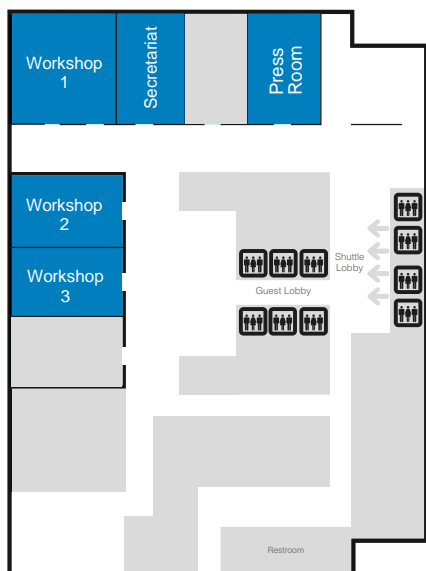 Workshop
1
Secretariat
Press
Room
Workshop
2
Workshop
3
Shuttle
Lobby
Guest Lobby
Restroom